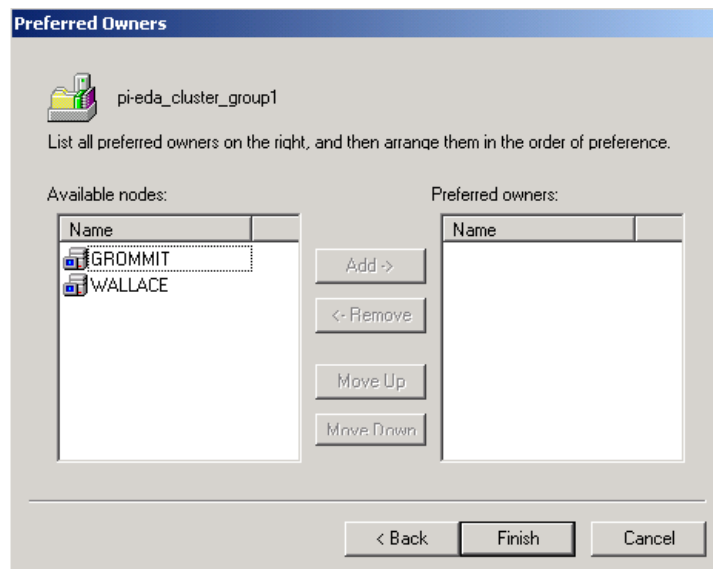 Preferred Owners
pi-eda_cluster_group1
List all preferred owners on the right, and then arrange them in the order of preference.
Available nodes:
Preferred owners:
Name
Name
GROMMIT
WALLACE
Add ->
<- Remove
Move Up
Move Down
< Back
Finish
Cancel